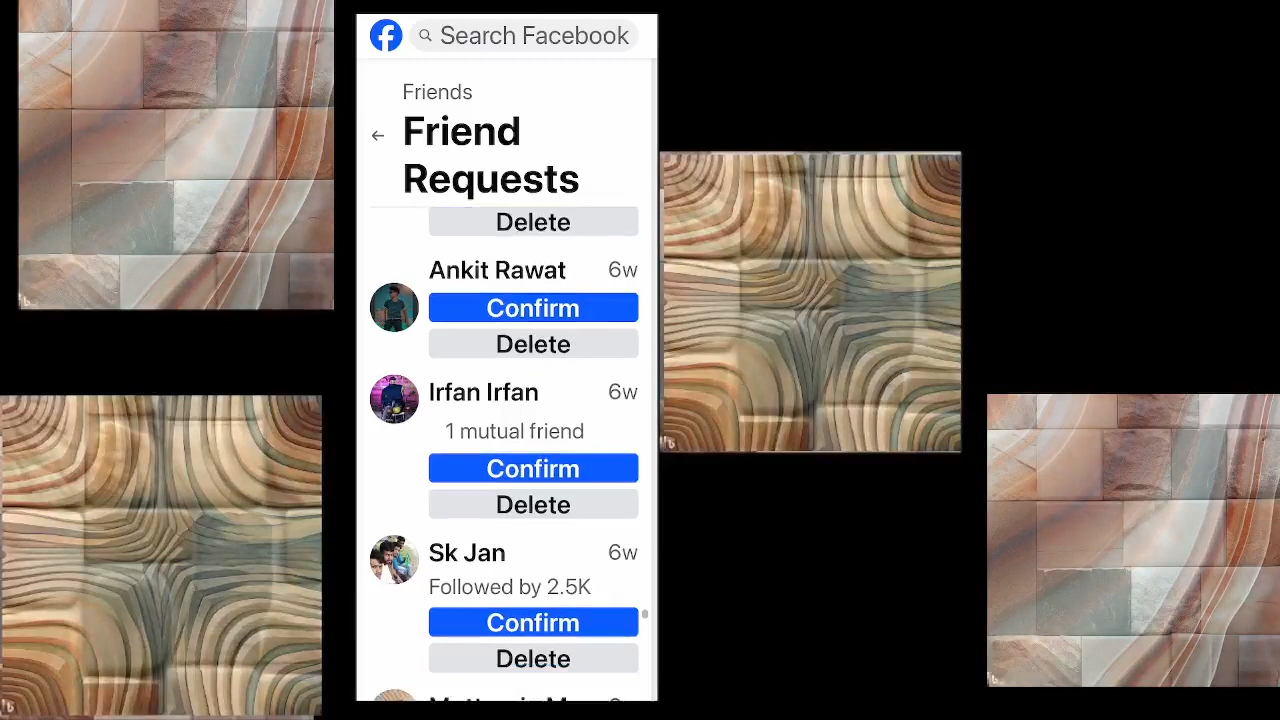 Search Facebook
Friends
Friend
Requests
Delete
Ankit Rawat 6w
Confirm
Delete
Irfan Irfan 6w
1 mutual friend
Confirm
Delete
Sk Jan 6w
Followed by 2.5K
Confirm
Delete